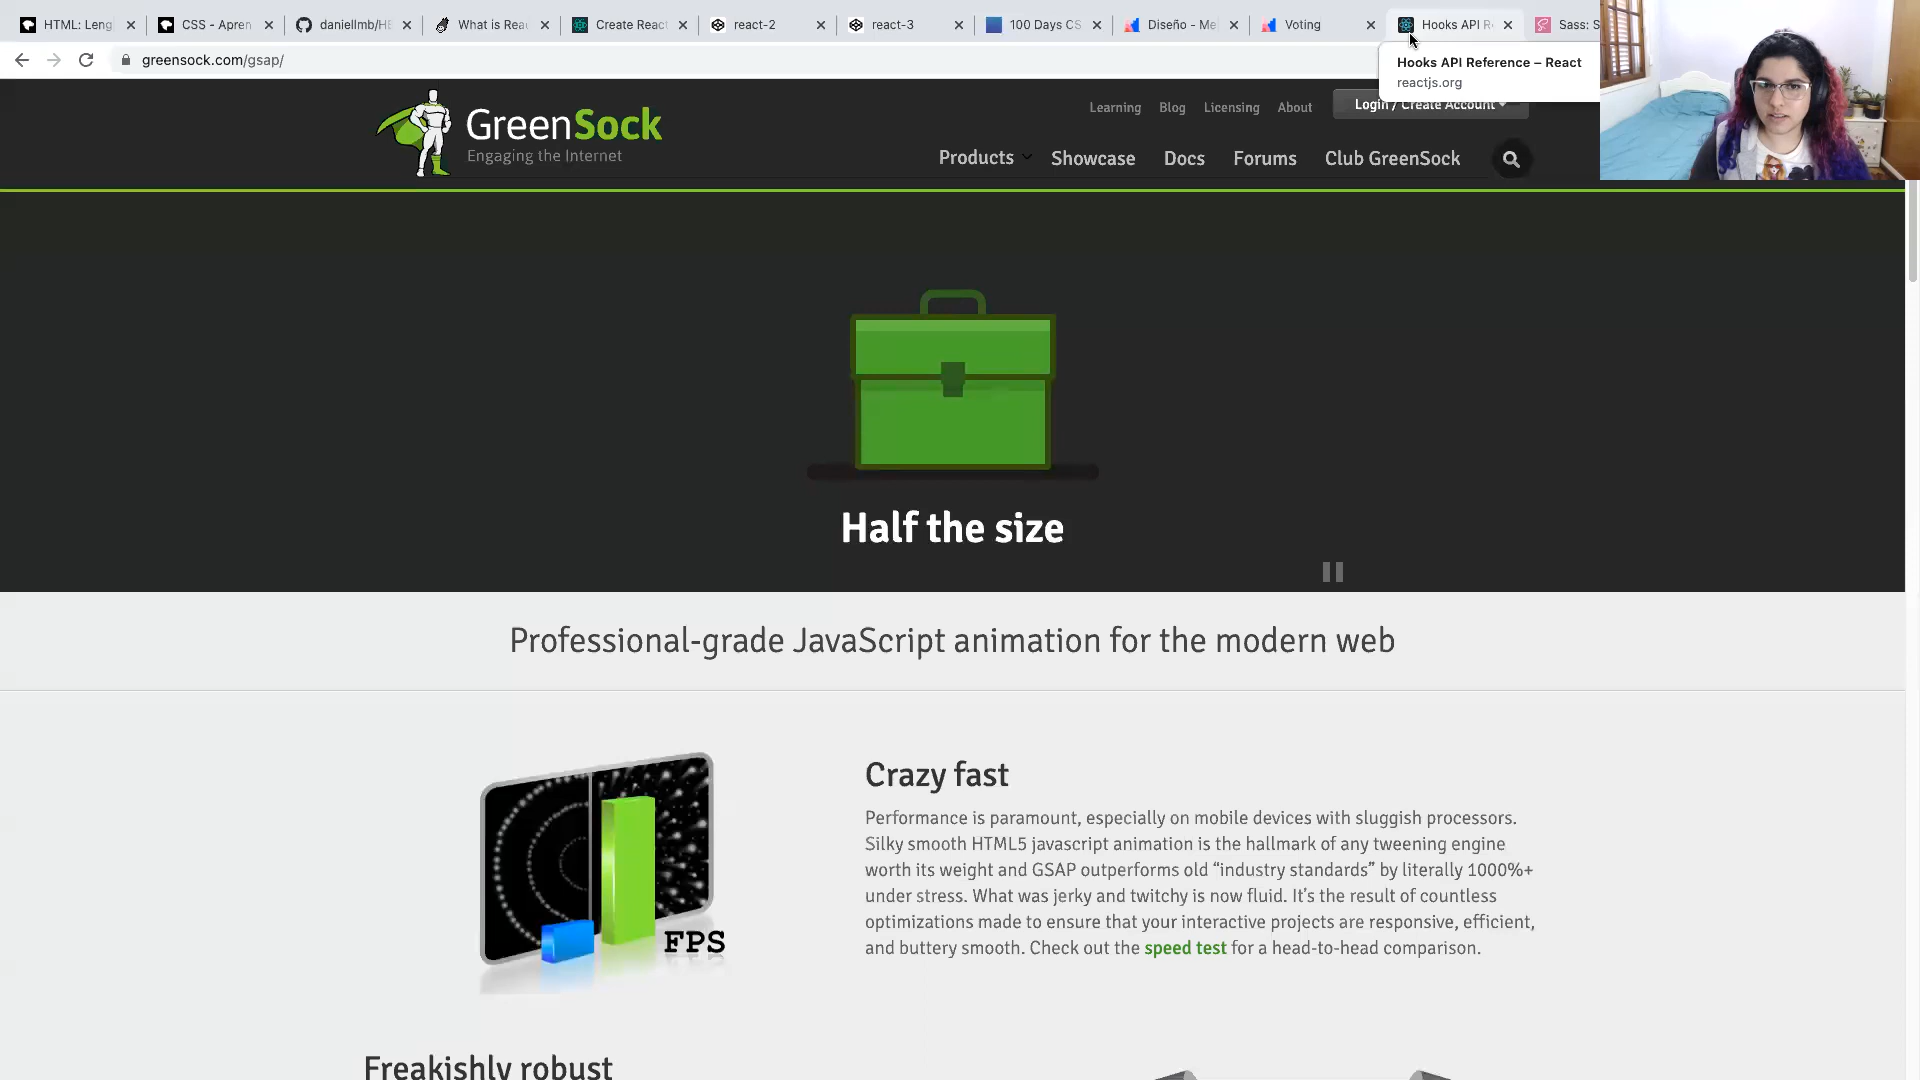 HTML: Leng
CSS - Apren
daniellmb/HE
What is Reac
Create React
react-2
react-3
100 Days CS
Diseño - Me
Voting
Hooks API R
Sass: S
greensock.com/gsap/
Hooks API Reference – React
reactjs.org
GreenSock
Engaging the Internet
Learning
Blog
Licensing
About
Login / Create Account
Products
Showcase
Docs
Forums
Club GreenSock
Half the size
Professional-grade JavaScript animation for the modern web
FPS
Crazy fast
Performance is paramount, especially on mobile devices with sluggish processors.
Silky smooth HTML5 javascript animation is the hallmark of any tweening engine
worth its weight and GSAP outperforms old “industry standards” by literally 1000%+
under stress. What was jerky and twitchy is now fluid. It’s the result of countless
optimizations made to ensure that your interactive projects are responsive, efficient,
and buttery smooth. Check out the speed test for a head-to-head comparison.
Freakishly robust